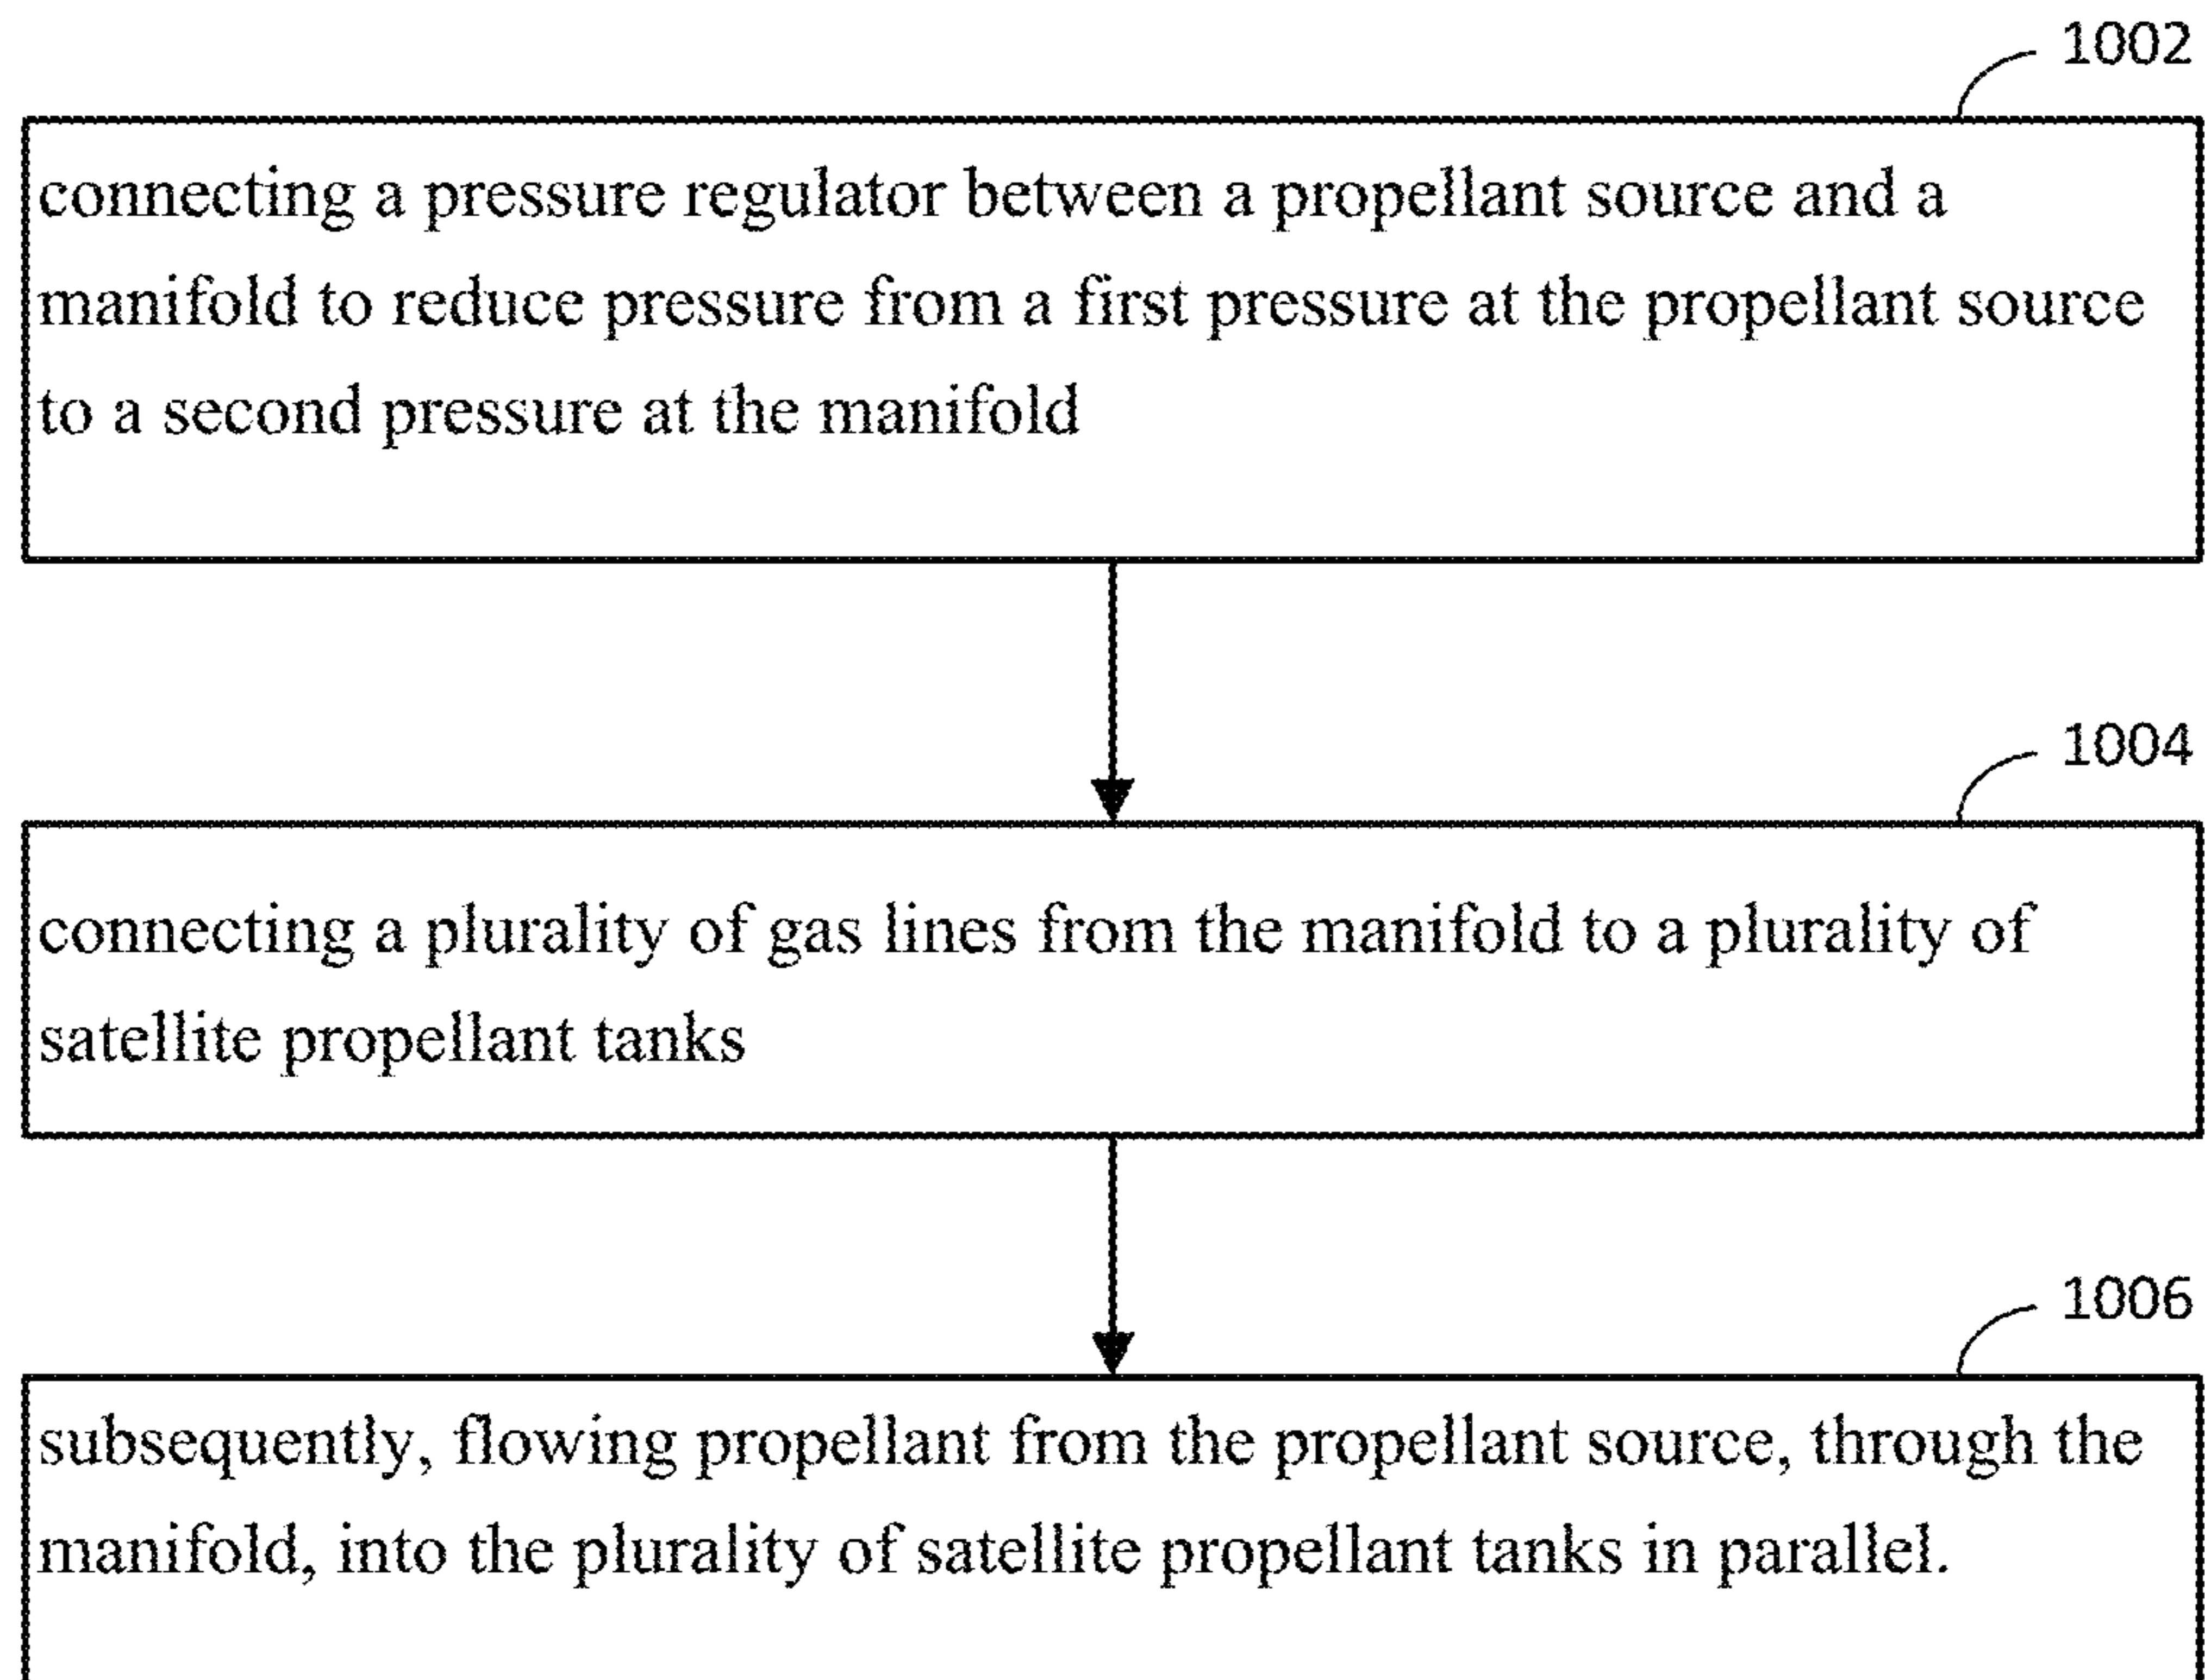 1002
connecting a pressure regulator between a propellant source and a
manifold to reduce pressure from a first pressure at the propellant source
to a second pressure at the manifold
1004
connecting a plurality of gas lines from the manifold to a plurality of
satellite propellant tanks
1006
subsequently, flowing propellant from the propellant source, through the
manifold, into the plurality of satellite propellant tanks in parallel.